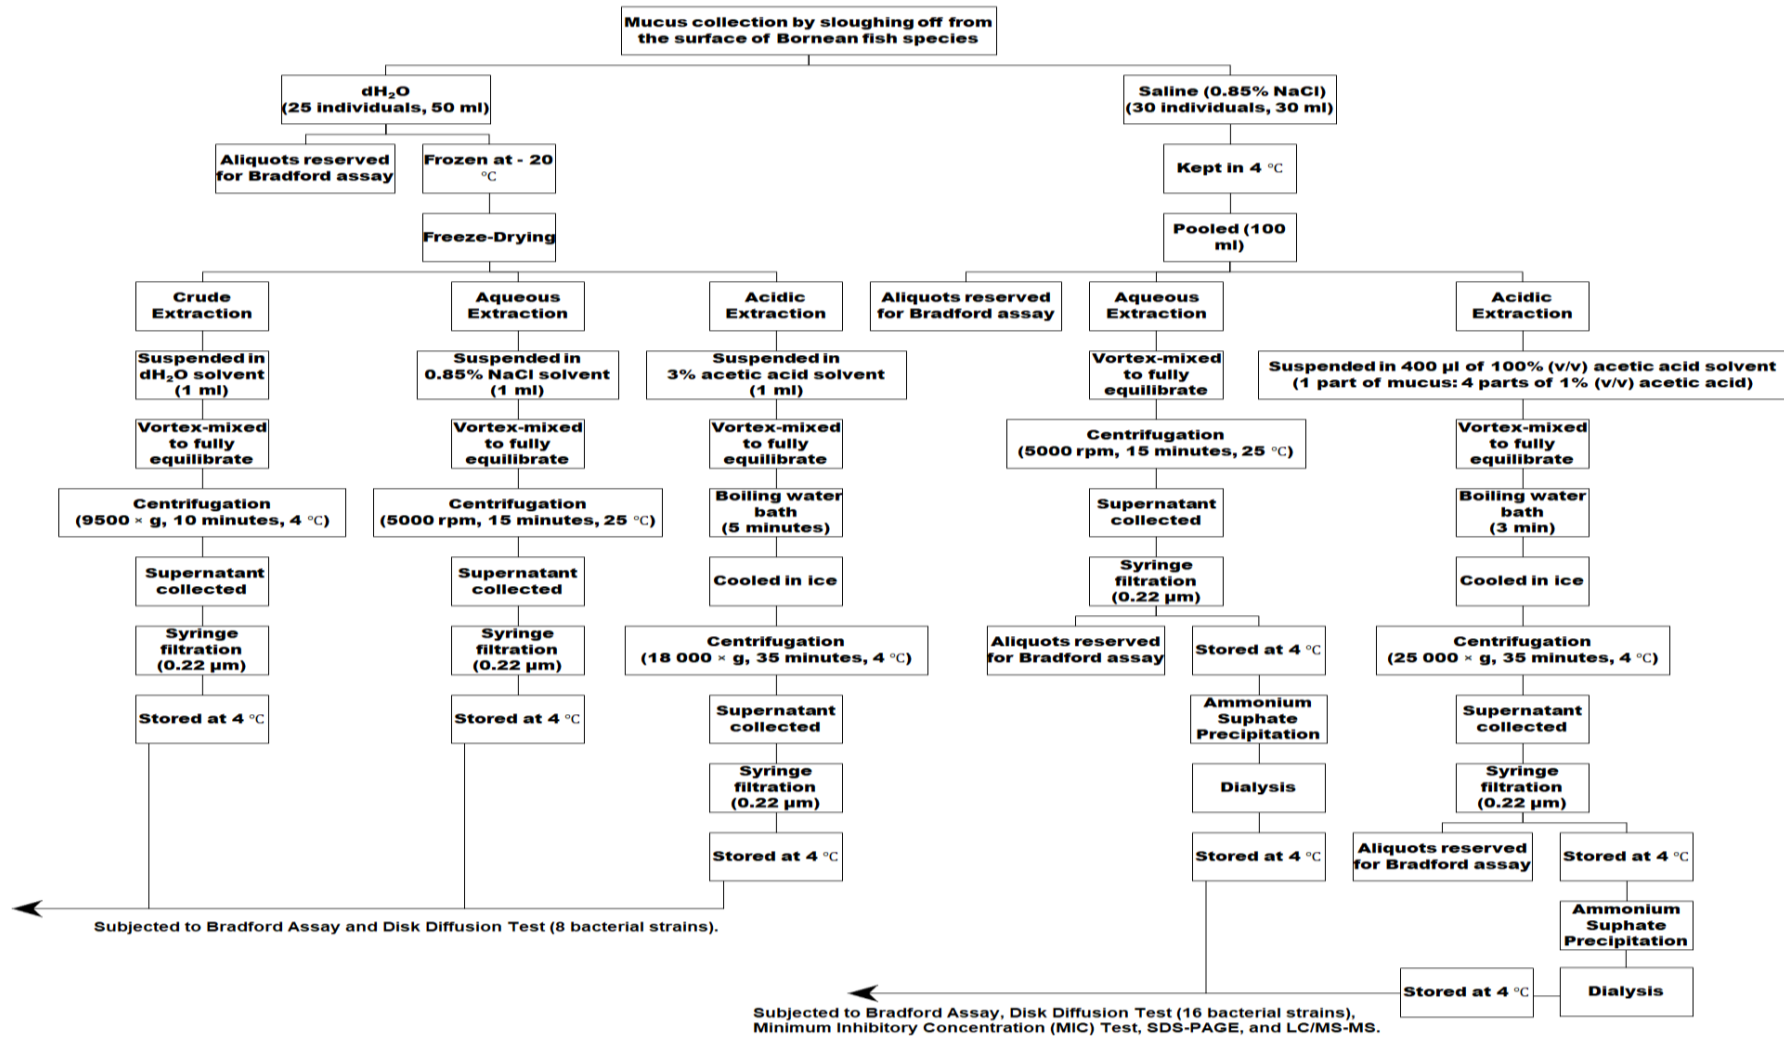 Mucus collection by sloughing off from
the surface of Bornean fish species
dH₂O
(25 individuals, 50 ml)
Aliquots reserved
for Bradford assay
Frozen at - 20
°C
Freeze-Drying
Crude
Extraction
Suspended in
dH₂O solvent
(1 ml)
Vortex-mixed
to fully
equilibrate
Centrifugation
(9500 × g, 10 minutes, 4 °C)
Supernatant
collected
Syringe
filtration
(0.22 µm)
Stored at 4 °C
Aqueous
Extraction
Suspended in
0.85% NaCl solvent
(1 ml)
Vortex-mixed
to fully
equilibrate
Centrifugation
(5000 rpm, 15 minutes, 25 °C)
Supernatant
collected
Syringe
filtration
(0.22 µm)
Stored at 4 °C
Acidic
Extraction
Suspended in
3% acetic acid solvent
(1 ml)
Vortex-mixed
to fully
equilibrate
Boiling water
bath
(5 minutes)
Cooled in ice
Centrifugation
(18 000 × g, 35 minutes, 4 °C)
Supernatant
collected
Syringe
filtration
(0.22 µm)
Stored at 4 °C
Subjected to Bradford Assay and Disk Diffusion Test (8 bacterial strains).
Saline (0.85% NaCl)
(30 individuals, 30 ml)
Kept in 4 °C
Pooled (100
ml)
Aliquots reserved
for Bradford assay
Aqueous
Extraction
Vortex-mixed
to fully
equilibrate
Centrifugation
(5000 rpm, 15 minutes, 25 °C)
Supernatant
collected
Syringe
filtration
(0.22 µm)
Aliquots reserved
for Bradford assay
Stored at 4 °C
Ammonium
Suphate
Precipitation
Dialysis
Stored at 4 °C
Acidic
Extraction
Suspended in 400 µl of 100% (v/v) acetic acid solvent
(1 part of mucus: 4 parts of 1% (v/v) acetic acid)
Vortex-mixed
to fully
equilibrate
Boiling water
bath
(3 min)
Cooled in ice
Centrifugation
(25 000 × g, 35 minutes, 4 °C)
Supernatant
collected
Syringe
filtration
(0.22 µm)
Aliquots reserved
for Bradford assay
Stored at 4 °C
Ammonium
Suphate
Precipitation
Dialysis
Stored at 4 °C
Subjected to Bradford Assay, Disk Diffusion Test (16 bacterial strains),
Minimum Inhibitory Concentration (MIC) Test, SDS-PAGE, and LC/MS-MS.